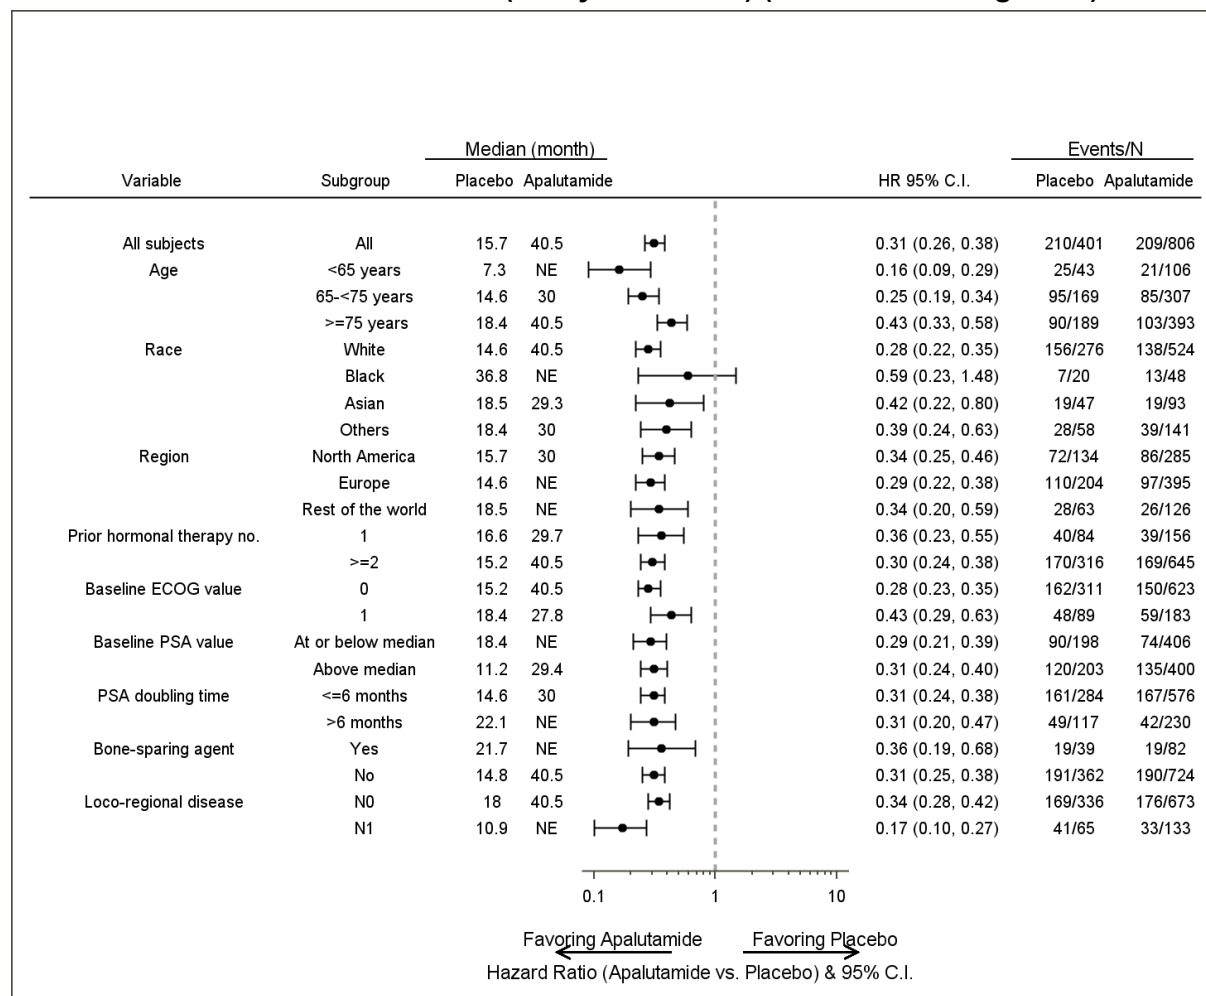 Median (month) Events/N
Variable Subgroup Placebo Apalutamide HR 95% C.I. Placebo Apalutamide
All subjects All 15.7 40.5 0.31 (0.26, 0.38) 210/401 209/806
Age <65 years 7.3 NE 0.16 (0.09, 0.29) 25/43 21/106
65-<75 years 14.6 30 0.25 (0.19, 0.34) 95/169 85/307
>=75 years 18.4 40.5 0.43 (0.33, 0.58) 90/189 103/393
Race White 14.6 40.5 0.28 (0.22, 0.35) 156/276 138/524
Black 36.8 NE 0.59 (0.23, 1.48) 7/20 13/48
Asian 18.5 29.3 0.42 (0.22, 0.80) 19/47 19/93
Others 18.4 30 0.39 (0.24, 0.63) 28/58 39/141
Region North America 15.7 30 0.34 (0.25, 0.46) 72/134 86/285
Europe 14.6 NE 0.29 (0.22, 0.38) 110/204 97/395
Rest of the world 18.5 NE 0.34 (0.20, 0.59) 28/63 26/126
Prior hormonal therapy no. 1 16.6 29.7 0.36 (0.23, 0.55) 40/84 39/156
>=2 15.2 40.5 0.30 (0.24, 0.38) 170/316 169/645
Baseline ECOG value 0 15.2 40.5 0.28 (0.23, 0.35) 162/311 150/623
1 18.4 27.8 0.43 (0.29, 0.63) 48/89 59/183
Baseline PSA value At or below median 18.4 NE 0.29 (0.21, 0.39) 90/198 74/406
Above median 11.2 29.4 0.31 (0.24, 0.40) 120/203 135/400
PSA doubling time <=6 months 14.6 30 0.31 (0.24, 0.38) 161/284 167/576
>6 months 22.1 NE 0.31 (0.20, 0.47) 49/117 42/230
Bone-sparing agent Yes 21.7 NE 0.36 (0.19, 0.68) 19/39 19/82
No 14.8 40.5 0.31 (0.25, 0.38) 191/362 190/724
Loco-regional disease N0 18 40.5 0.34 (0.28, 0.42) 169/336 176/673
N1 10.9 NE 0.17 (0.10, 0.27) 41/65 33/133
0.1 1 10
Favoring Apalutamide Favoring Placebo
Hazard Ratio (Apalutamide vs. Placebo) & 95% C.I.